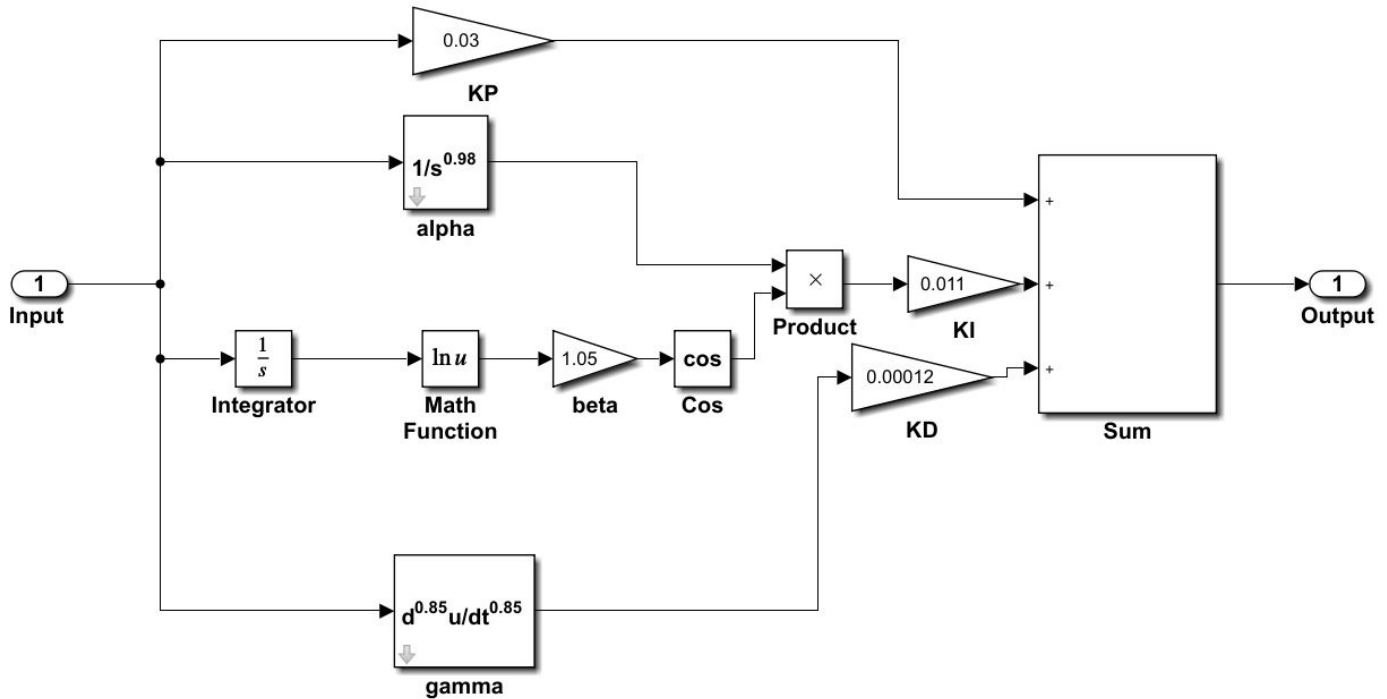 0.03
KP
1/s^0.98
alpha
1
Input
1/s
Integrator
ln u
Math
Function
1.05
beta
cos
Cos
×
Product
0.011
KI
0.00012
KD
+
+
+
Sum
1
Output
d^0.85u/dt^0.85
gamma